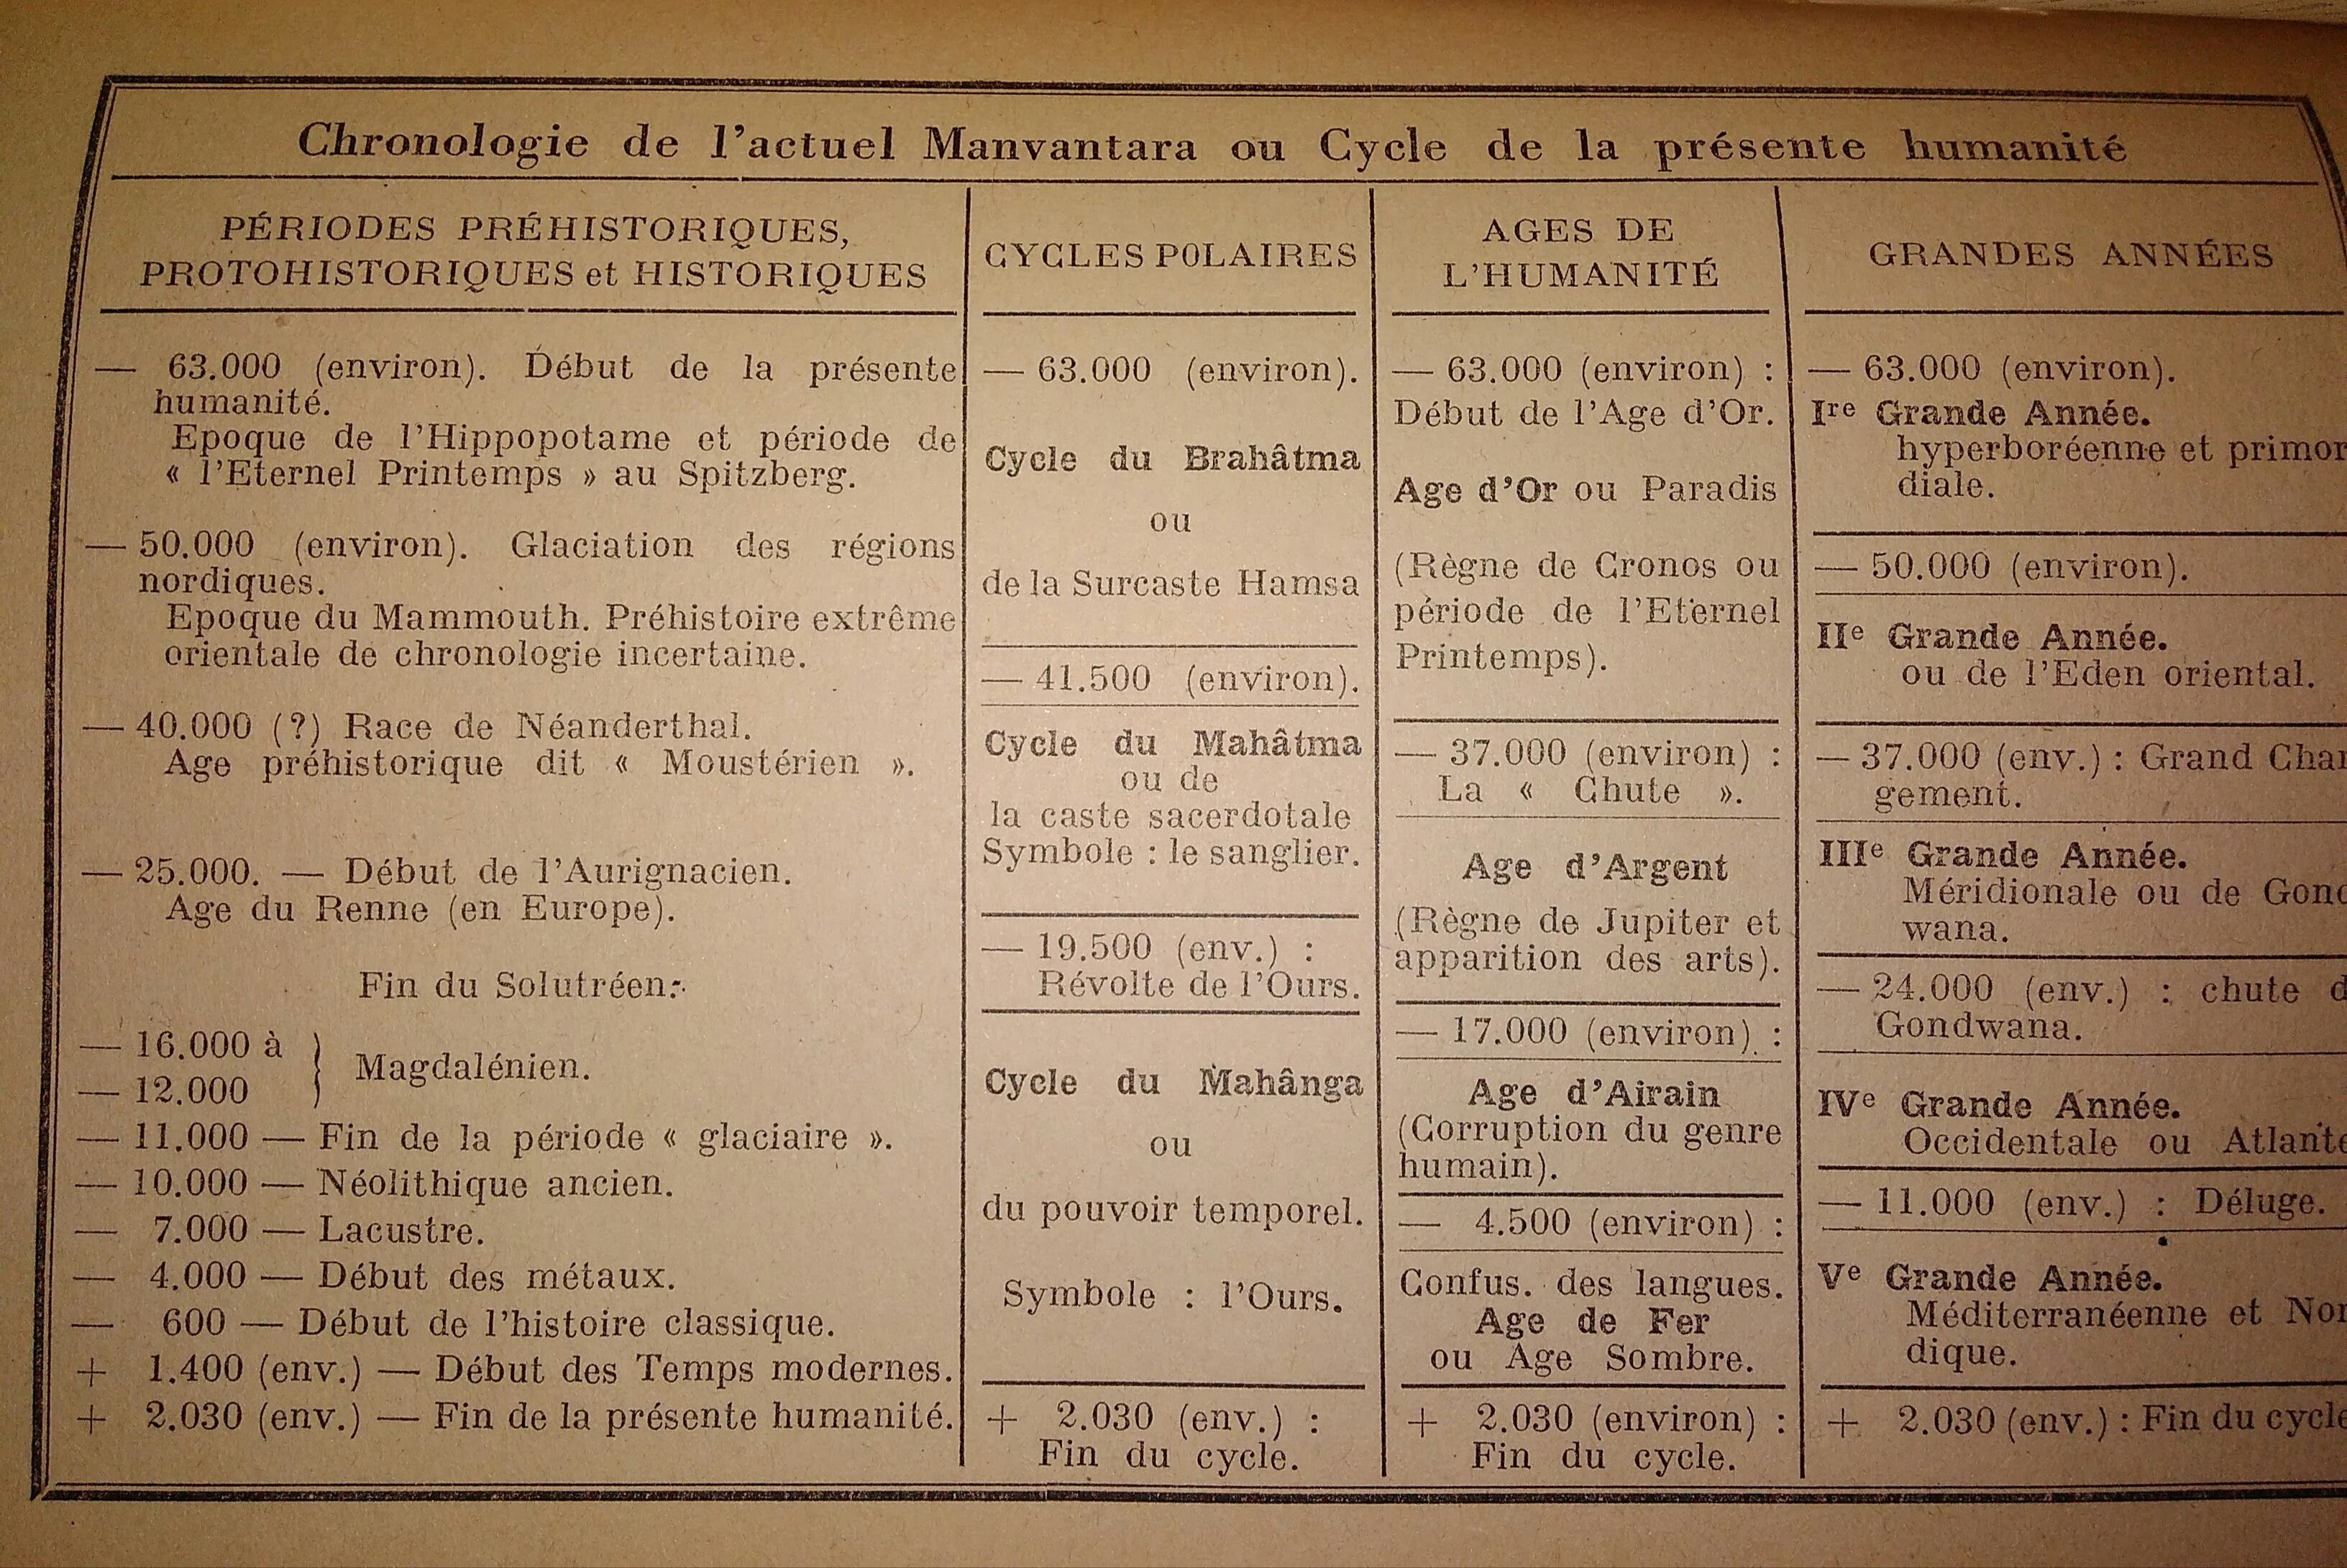 Chronologie de l'actuel Manvantara ou Cycle de la présente humanité
PÉRIODES PRÉHISTORIQUES,
PROTOHISTORIQUES et HISTORIQUES
— 63.000 (environ). Début de la présente
humanité.
Epoque de l'Hippopotame et période de
« l'Eternel Printemps » au Spitzberg.
— 50.000 (environ). Glaciation des régions
nordiques.
Epoque du Mammouth. Préhistoire extrême
orientale de chronologie incertaine.
— 40.000 (?) Race de Néanderthal.
Age préhistorique dit « Moustérien ».
— 25.000. — Début de l'Aurignacien.
Age du Renne (en Europe).
Fin du Solutréen.
— 16.000 à
— 12.000 } Magdalénien.
— 11.000 — Fin de la période « glaciaire ».
— 10.000 — Néolithique ancien.
— 7.000 — Lacustre.
— 4.000 — Début des métaux.
— 600 — Début de l'histoire classique.
+ 1.400 (env.) — Début des Temps modernes.
+ 2.030 (env.) — Fin de la présente humanité.
CYCLES POLAIRES
— 63.000 (environ).
Cycle du Brahâtma
ou
de la Surcaste Hamsa
— 41.500 (environ).
Cycle du Mahâtma
ou de
la caste sacerdotale
Symbole : le sanglier.
— 19.500 (env.) :
Révolte de l'Ours.
Cycle du Mahânga
ou
du pouvoir temporel.
Symbole : l'Ours.
+ 2.030 (env.) :
Fin du cycle.
AGES DE
L'HUMANITÉ
— 63.000 (environ) :
Début de l'Age d'Or.
Age d'Or ou Paradis
(Règne de Cronos ou
période de l'Eternel
Printemps).
— 37.000 (environ) :
La « Chute ».
Age d'Argent
(Règne de Jupiter et
apparition des arts).
— 17.000 (environ) :
Age d'Airain
(Corruption du genre
humain).
— 4.500 (environ) :
Confus. des langues.
Age de Fer
ou Age Sombre.
+ 2.030 (environ) :
Fin du cycle.
GRANDES ANNÉES
— 63.000 (environ).
Ire Grande Année.
hyperboréenne et primor
diale.
— 50.000 (environ).
IIe Grande Année.
ou de l'Eden oriental.
— 37.000 (env.) : Grand Chan
gement.
IIIe Grande Année.
Méridionale ou de Gond
wana.
— 24.000 (env.) : chute d
Gondwana.
IVe Grande Année.
Occidentale ou Atlante
— 11.000 (env.) : Déluge.
Ve Grande Année.
Méditerranéenne et Nor
dique.
+ 2.030 (env.) : Fin du cycle